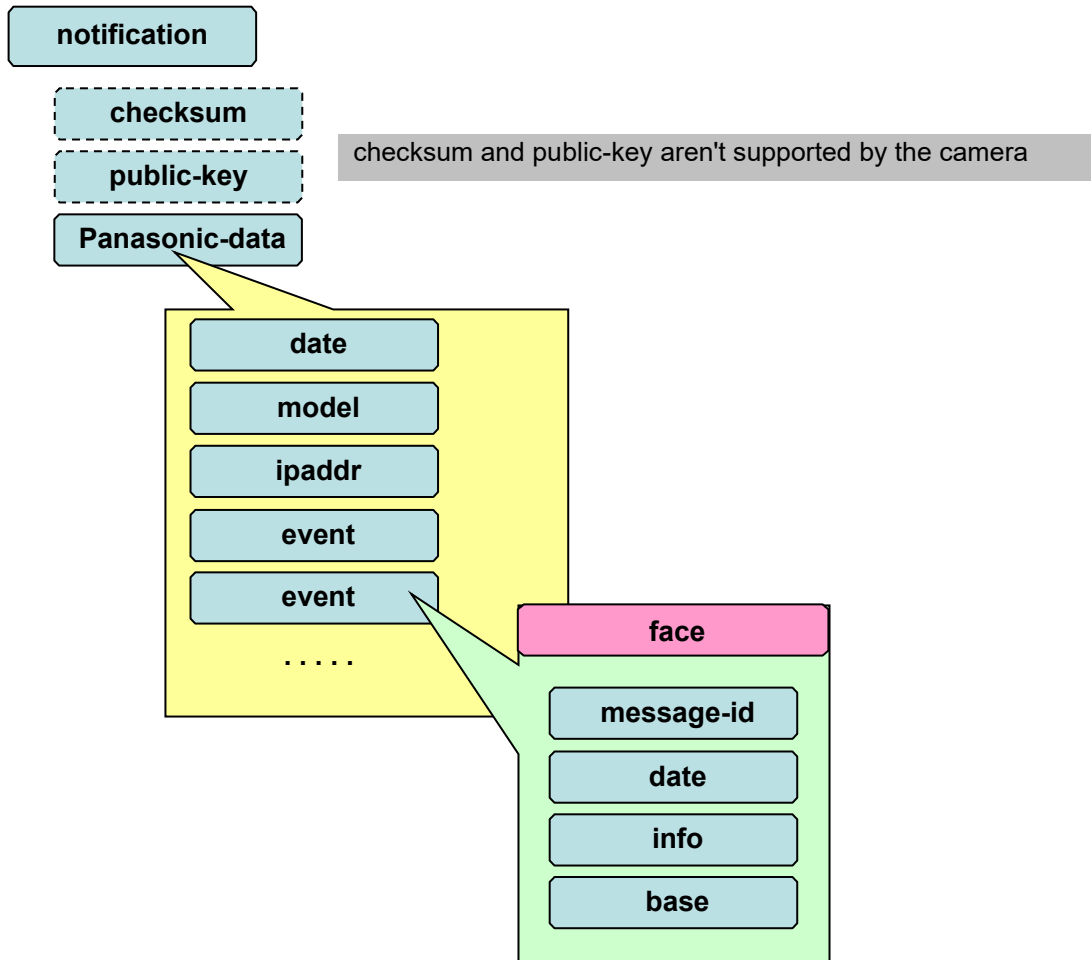 notification
checksum
checksum and public-key aren't supported by the camera
public-key
Panasonic-data
date
model
ipaddr
event
event
.....
face
message-id
date
info
base